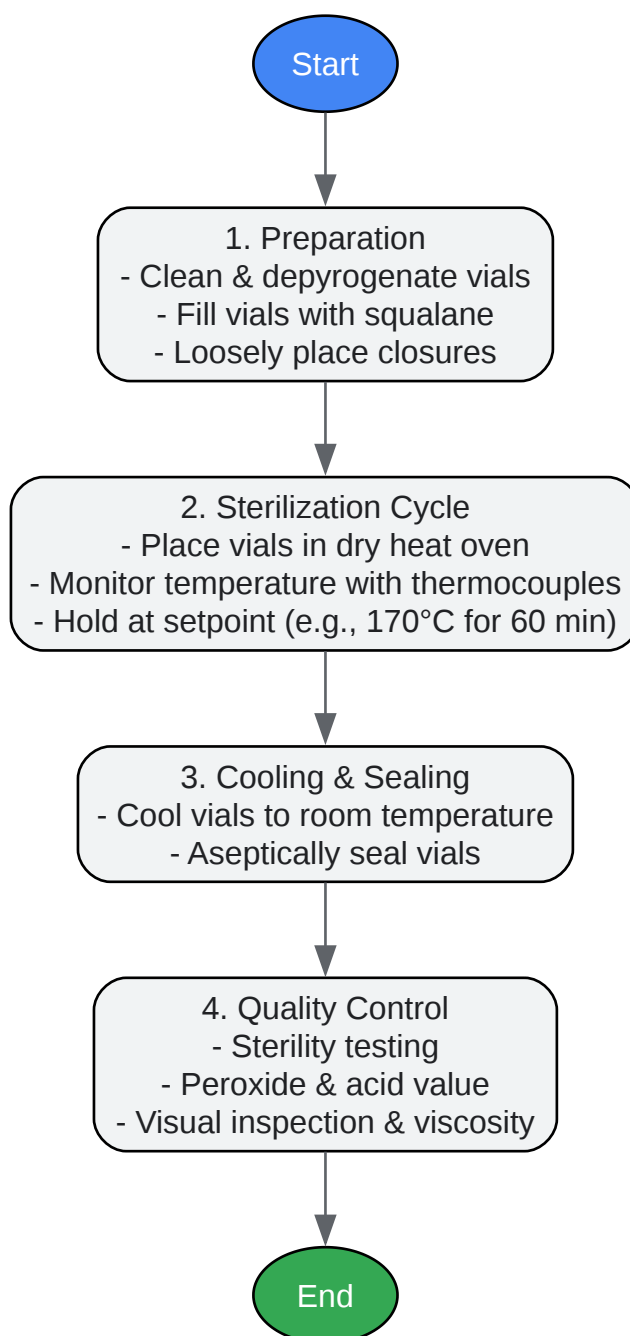 Start
1. Preparation
- Clean & depyrogenate vials
- Fill vials with squalane
- Loosely place closures
2. Sterilization Cycle
- Place vials in dry heat oven
- Monitor temperature with thermocouples
- Hold at setpoint (e.g., 170°C for 60 min)
3. Cooling & Sealing
- Cool vials to room temperature
- Aseptically seal vials
4. Quality Control
- Sterility testing
- Peroxide & acid value
- Visual inspection & viscosity
End